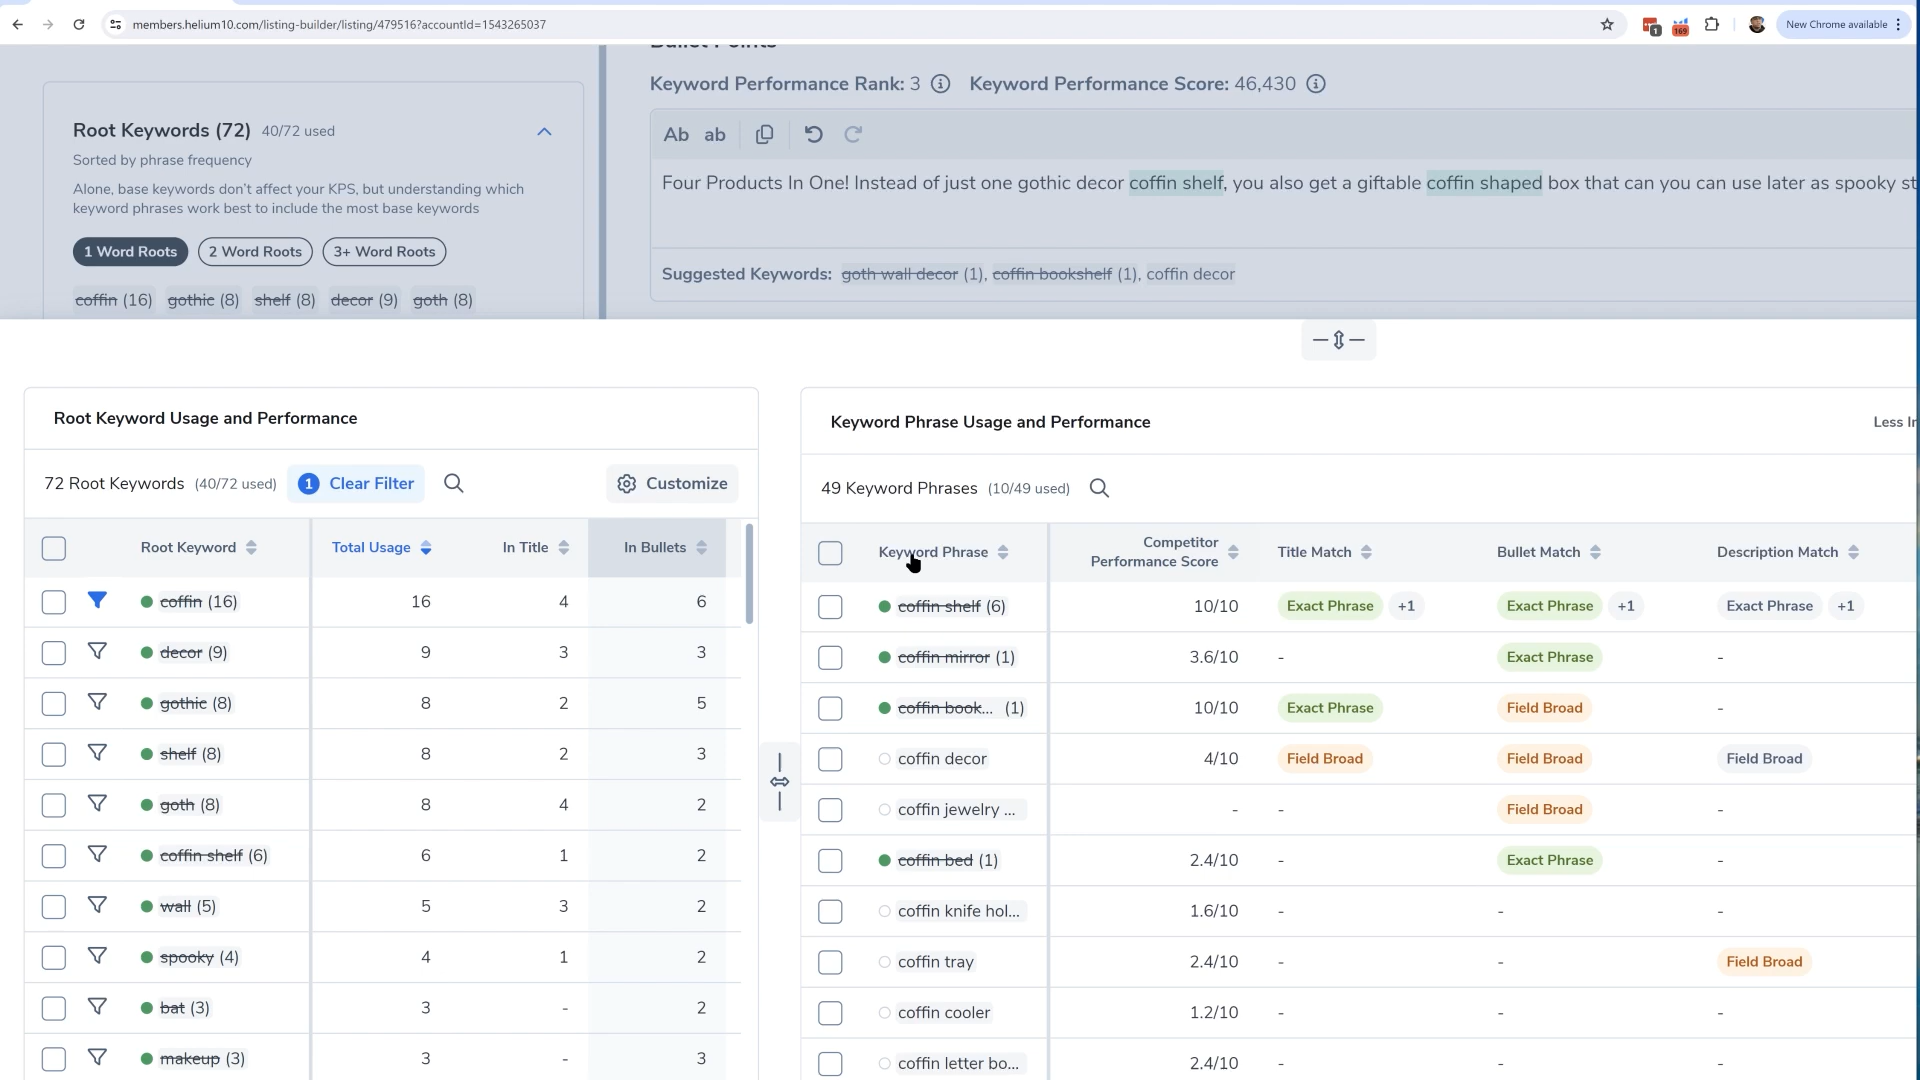 members.helium10.com/listing-builder/listing/479516?accountId=1543265037
1
169
New Chrome available
Bullet Points
Keyword Performance Rank: 3
Keyword Performance Score: 46,430
Root Keywords (72) 40/72 used
Sorted by phrase frequency
Alone, base keywords don't affect your KPS, but understanding which
keyword phrases work best to include the most base keywords
1 Word Roots
2 Word Roots
3+ Word Roots
coffin (16) gothic (8) shelf (8) decor (9) goth (8)
Ab ab
Four Products In One! Instead of just one gothic decor coffin shelf, you also get a giftable coffin shaped box that can you can use later as spooky st
Suggested Keywords: goth wall decor (1), coffin bookshelf (1), coffin decor
Root Keyword Usage and Performance
72 Root Keywords (40/72 used) 1 Clear Filter Customize
Root Keyword Total Usage In Title In Bullets
coffin (16) 16 4 6
decor (9) 9 3 3
gothic (8) 8 2 5
shelf (8) 8 2 3
goth (8) 8 4 2
coffin shelf (6) 6 1 2
wall (5) 5 3 2
spooky (4) 4 1 2
bat (3) 3 - 2
makeup (3) 3 - 3
Keyword Phrase Usage and Performance
Less In
49 Keyword Phrases (10/49 used)
Keyword Phrase Competitor Performance Score Title Match Bullet Match Description Match
coffin shelf (6) 10/10 Exact Phrase +1 Exact Phrase +1 Exact Phrase +1
coffin mirror (1) 3.6/10 - Exact Phrase -
coffin book... (1) 10/10 Exact Phrase Field Broad -
coffin decor 4/10 Field Broad Field Broad Field Broad
coffin jewelry ... - - Field Broad -
coffin bed (1) 2.4/10 - Exact Phrase -
coffin knife hol... 1.6/10 - - -
coffin tray 2.4/10 - - Field Broad
coffin cooler 1.2/10 - - -
coffin letter bo... 2.4/10 - - -